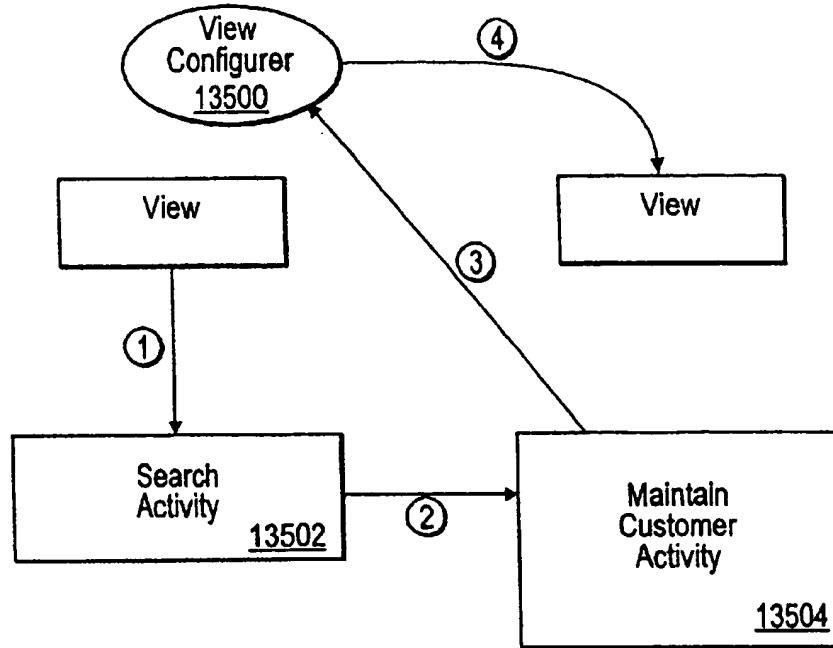 View
Configurer
13500
4
View
View
3
1
Search
Activity
13502
2
Maintain
Customer
Activity
13504